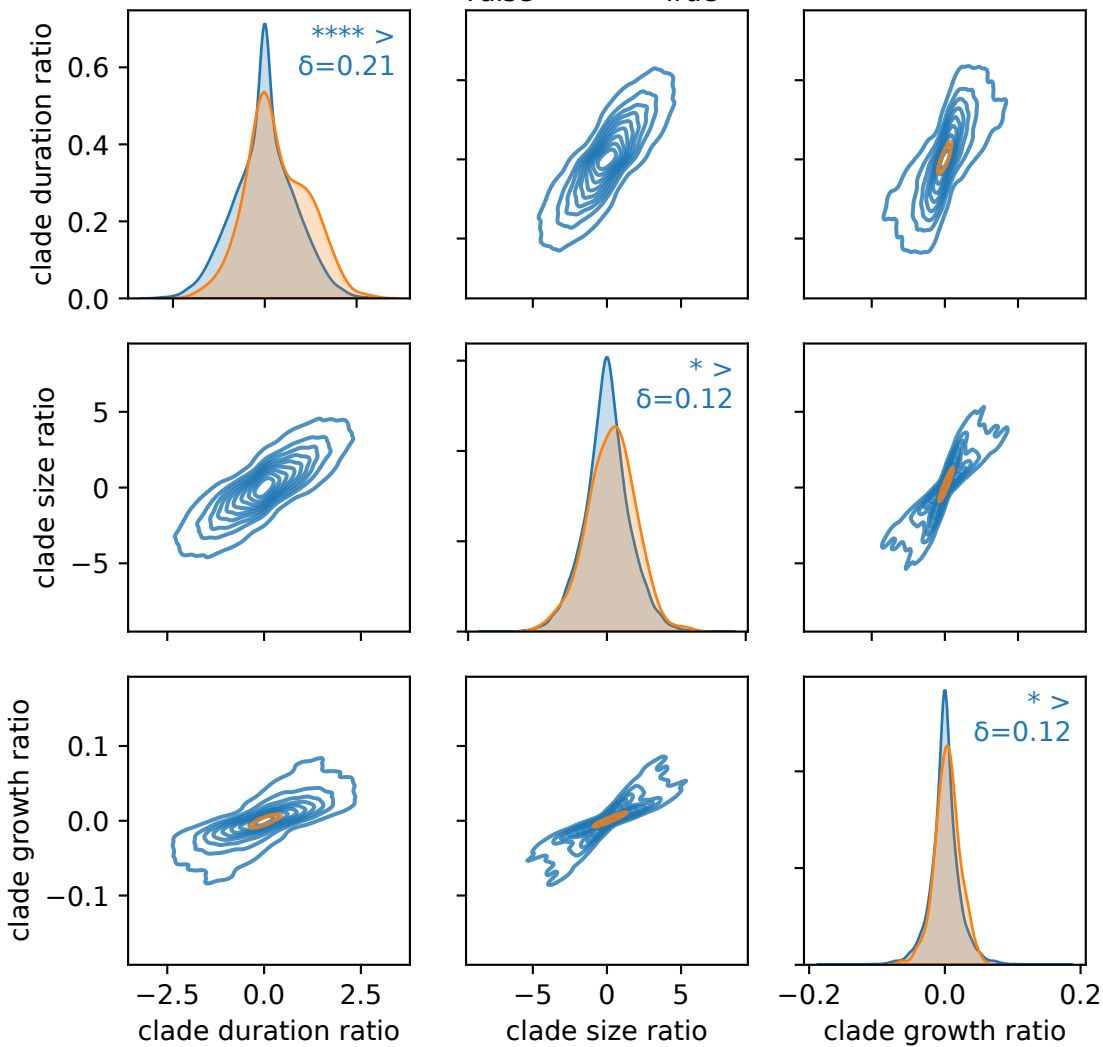 **** >
δ=0.21
clade duration ratio
0.6
0.4
0.2
0.0
* >
δ=0.12
clade size ratio
5
0
−5
* >
δ=0.12
clade growth ratio
0.1
0.0
−0.1
−2.5 0.0 2.5
−5 0 5
−0.2 0.0 0.2
clade duration ratio
clade size ratio
clade growth ratio